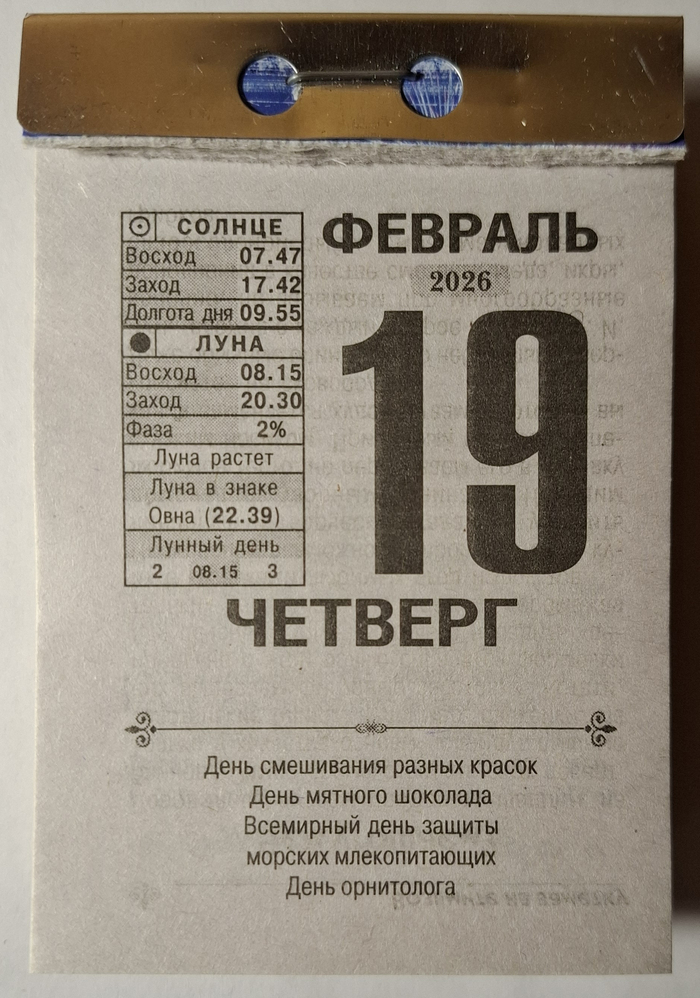 СОЛНЦЕ
Восход 07.47
Заход 17.42
Долгота дня 09.55
ЛУНА
Восход 08.15
Заход 20.30
Фаза 2%
Луна растет
Луна в знаке
Овна (22.39)
Лунный день
2 08.15 3
ФЕВРАЛЬ
2026
19
ЧЕТВЕРГ
День смешивания разных красок
День мятного шоколада
Всемирный день защиты
морских млекопитающих
День орнитолога